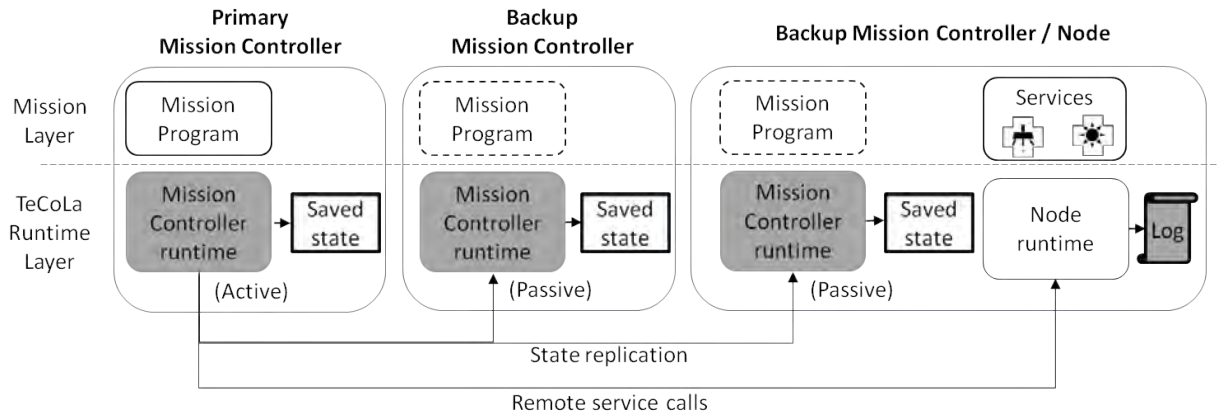 Primary
Mission Controller
Backup
Mission Controller
Backup Mission Controller / Node
Mission
Layer
Mission
Program
Mission
Program
Mission
Program
Services
TeCoLa
Runtime
Layer
Mission
Controller
runtime
Saved
state
Mission
Controller
runtime
Saved
state
Mission
Controller
runtime
Saved
state
Node
runtime
Log
(Active)
(Passive)
(Passive)
State replication
Remote service calls